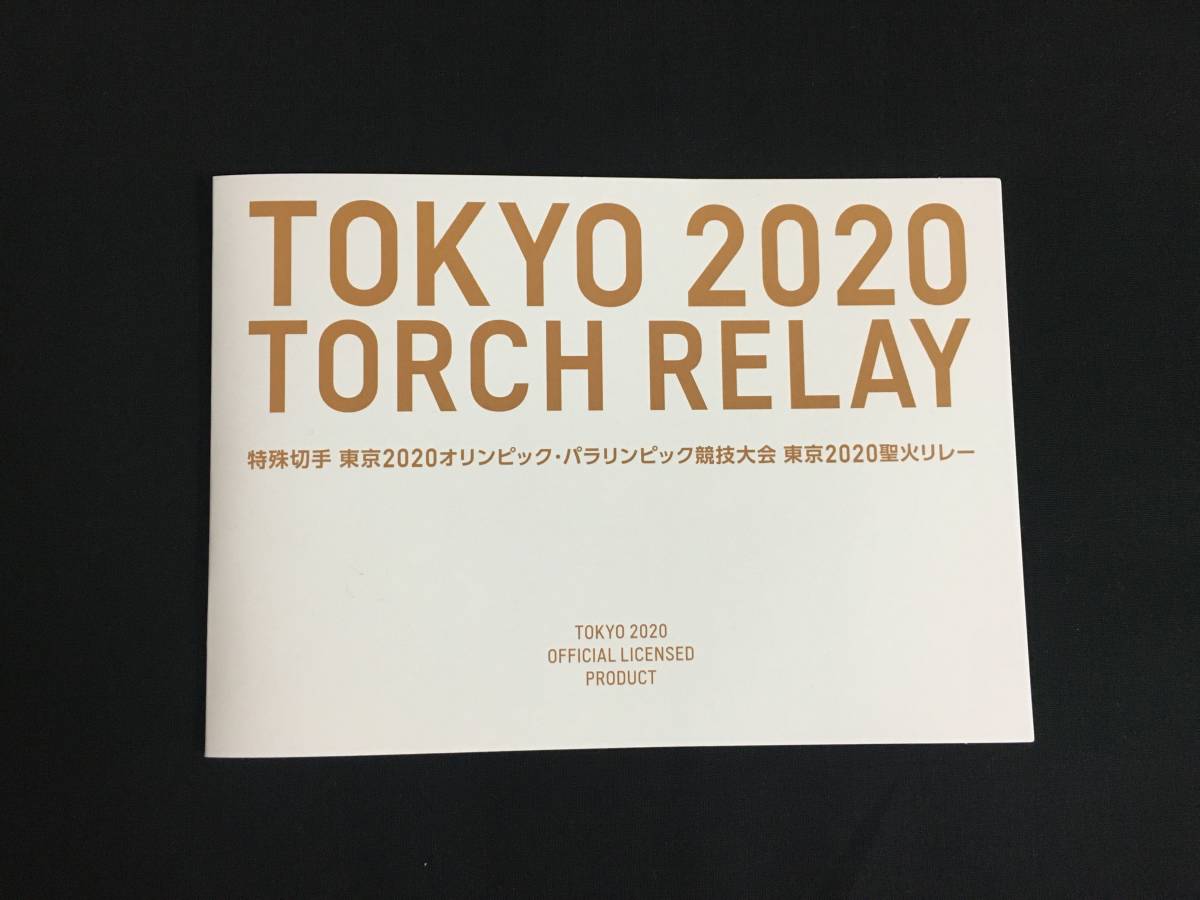 TOKYO 2020
TORCH RELAY
特殊切手 東京2020オリンピック・パラリンピック競技大会 東京2020聖火リレー
TOKYO 2020
OFFICIAL LICENSED
PRODUCT